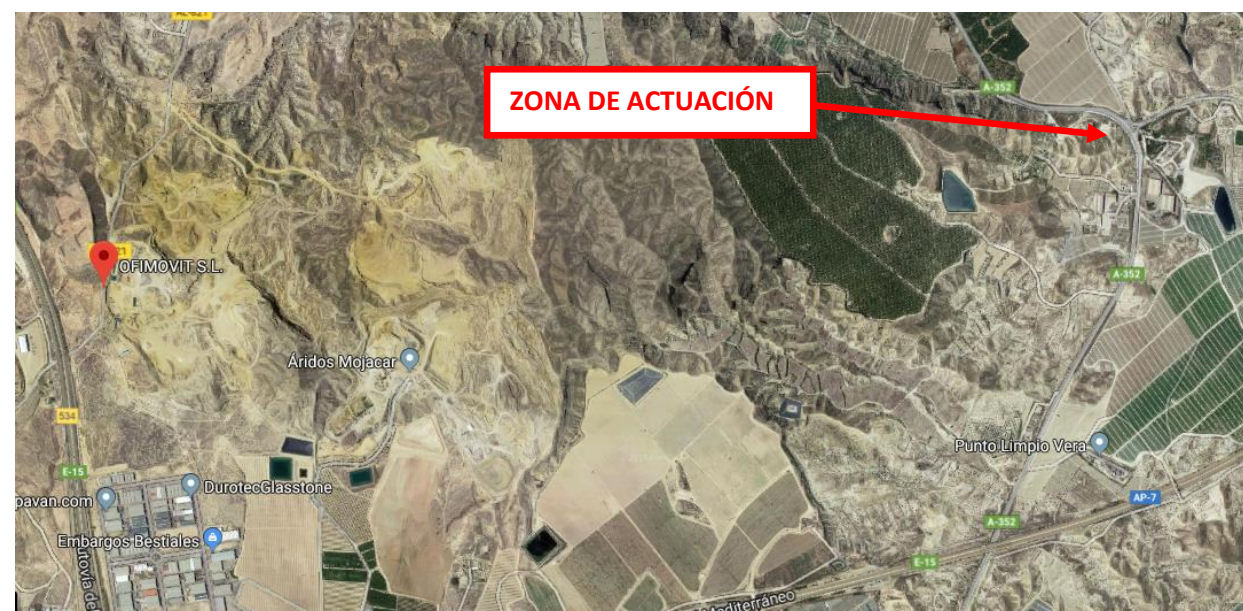 ZONA DE ACTUACIÓN
A-352
OFIMOVIT S.L.
A-352
Áridos Mojacar
534
E-15
Punto Limpio Vera
DurotecGlasstone
pavan.com
AP-7
Embargos Bestiales
A-352
E-15